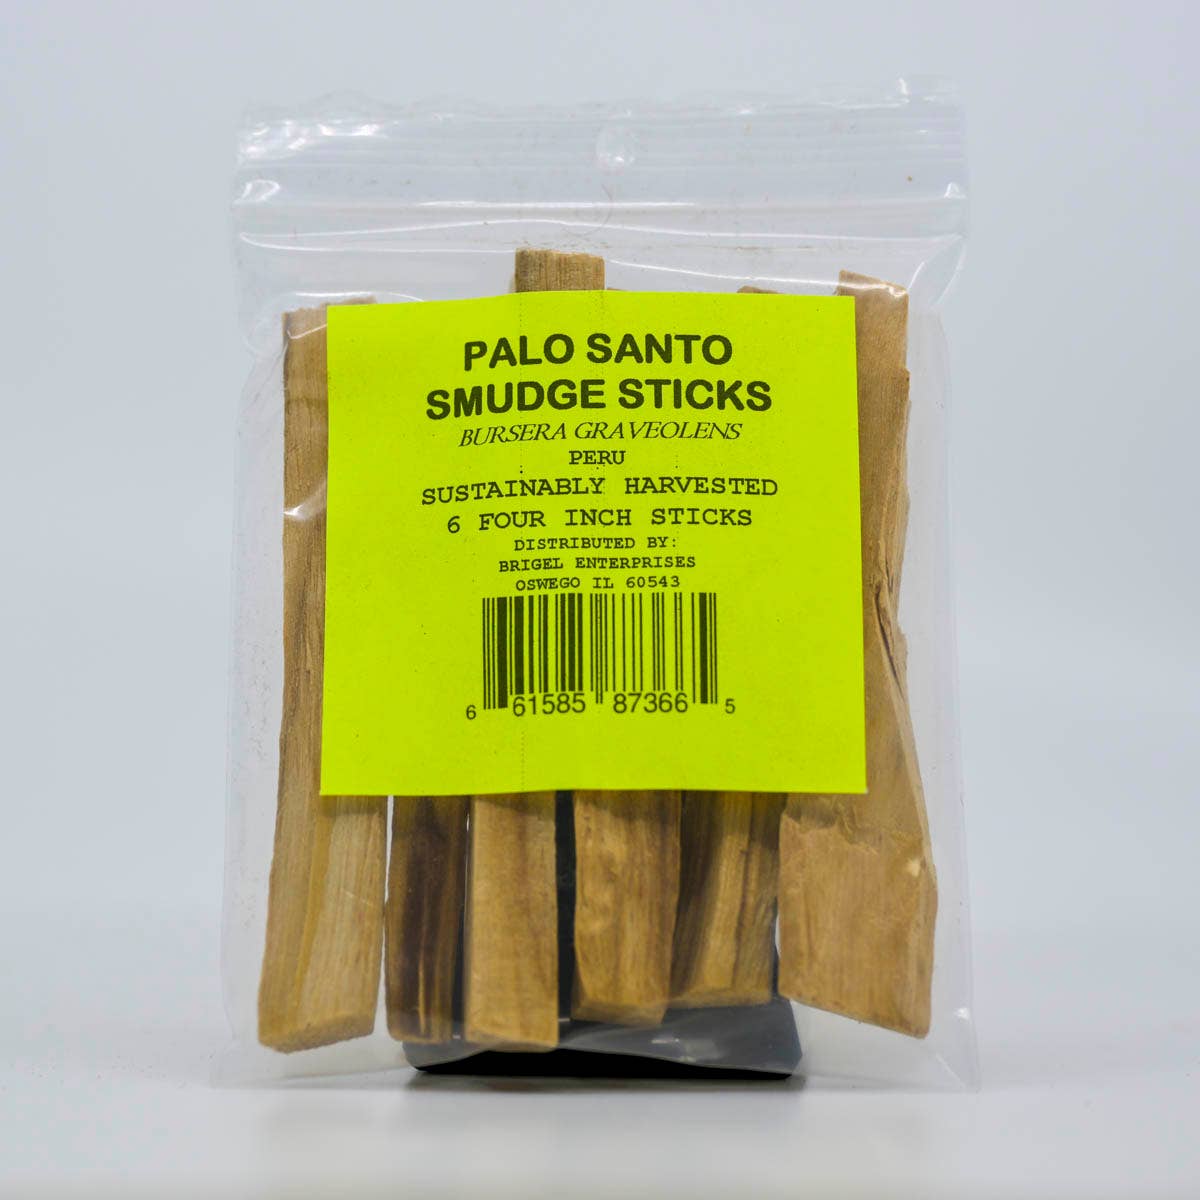 PALO SANTO
SMUDGE STICKS
BURSERA GRAVEOLENS
PERU
SUSTAINABLY HARVESTED
6 FOUR INCH STICKS
DISTRIBUTED BY:
BRIGEL ENTERPRISES
OSWEGO IL 60543
6 61585 87366 5